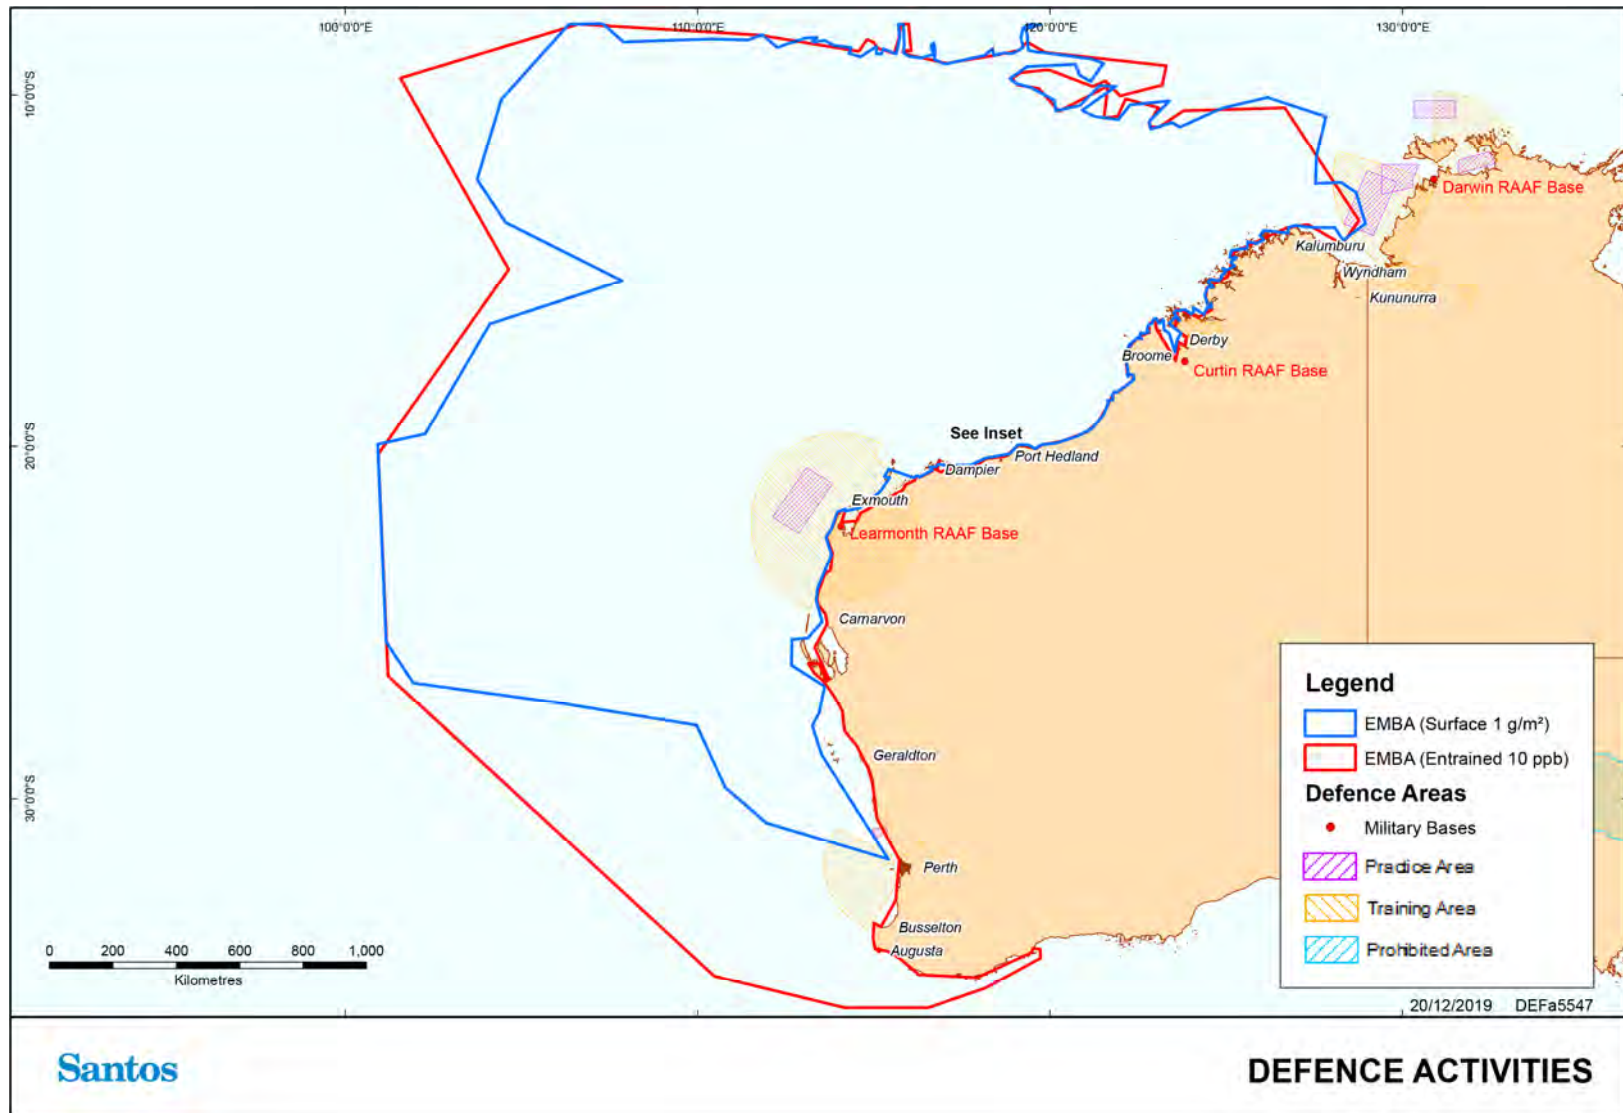 100°0'0"E
110°0'0"E
120°0'0"E
130°0'0"E
10°0'0"S
20°0'0"S
30°0'0"S
Darwin RAAF Base
Kalumburu
Wyndham
Kununurra
Derby
Broome
Curtin RAAF Base
See Inset
Port Hedland
Dampier
Exmouth
Learmonth RAAF Base
Carnarvon
Geraldton
Perth
Busselton
Augusta
Legend
EMBA (Surface 1 g/m²)
EMBA (Entrained 10 ppb)
Defence Areas
Military Bases
Practice Area
Training Area
Prohibited Area
0 200 400 600 800 1,000
Kilometres
20/12/2019 DEFa5547
Santos
DEFENCE ACTIVITIES